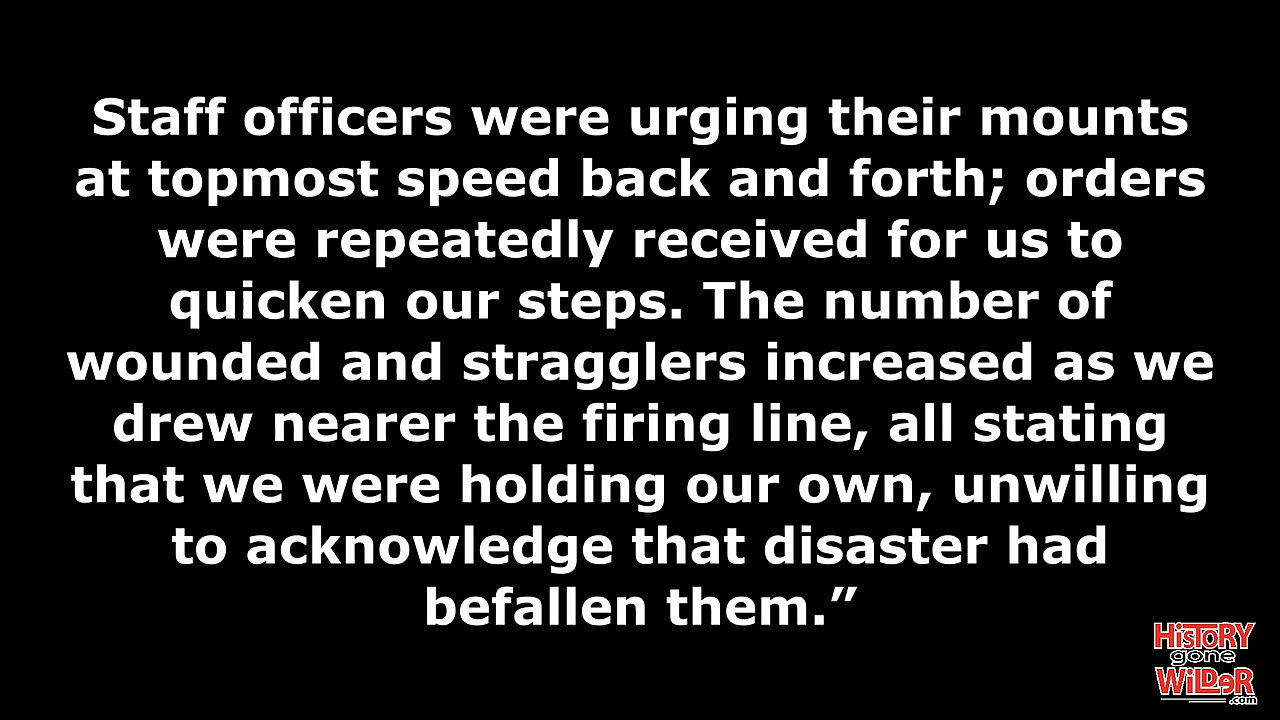 Staff officers were urging their mounts
at topmost speed back and forth; orders
were repeatedly received for us to
quicken our steps. The number of
wounded and stragglers increased as we
drew nearer the firing line, all stating
that we were holding our own, unwilling
to acknowledge that disaster had
befallen them.”
HiSTORY
gone
WiLDeR
.com